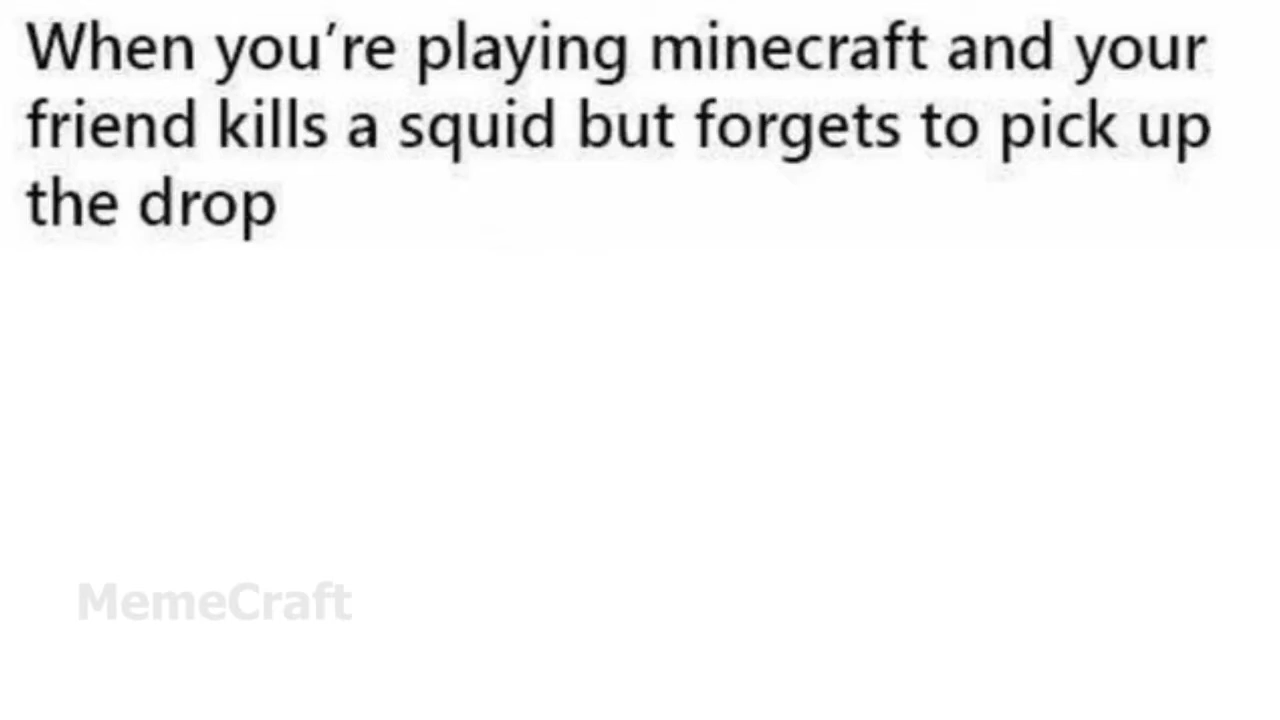 When you’re playing minecraft and your
friend kills a squid but forgets to pick up
the drop
MemeCraft